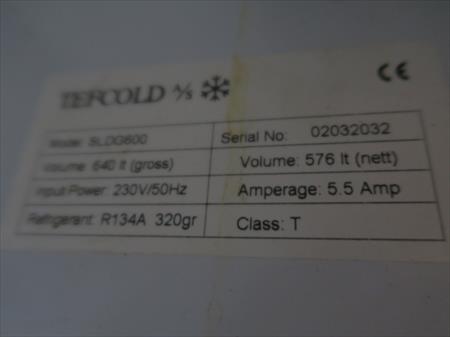 TEFCOLD A/S
CE
Model: SLDG600 Serial No: 02032032
Volume: 640 lt (gross) Volume: 576 lt (nett)
Input Power: 230V/50Hz Amperage: 5.5 Amp
Refrigerant: R134A 320gr Class: T